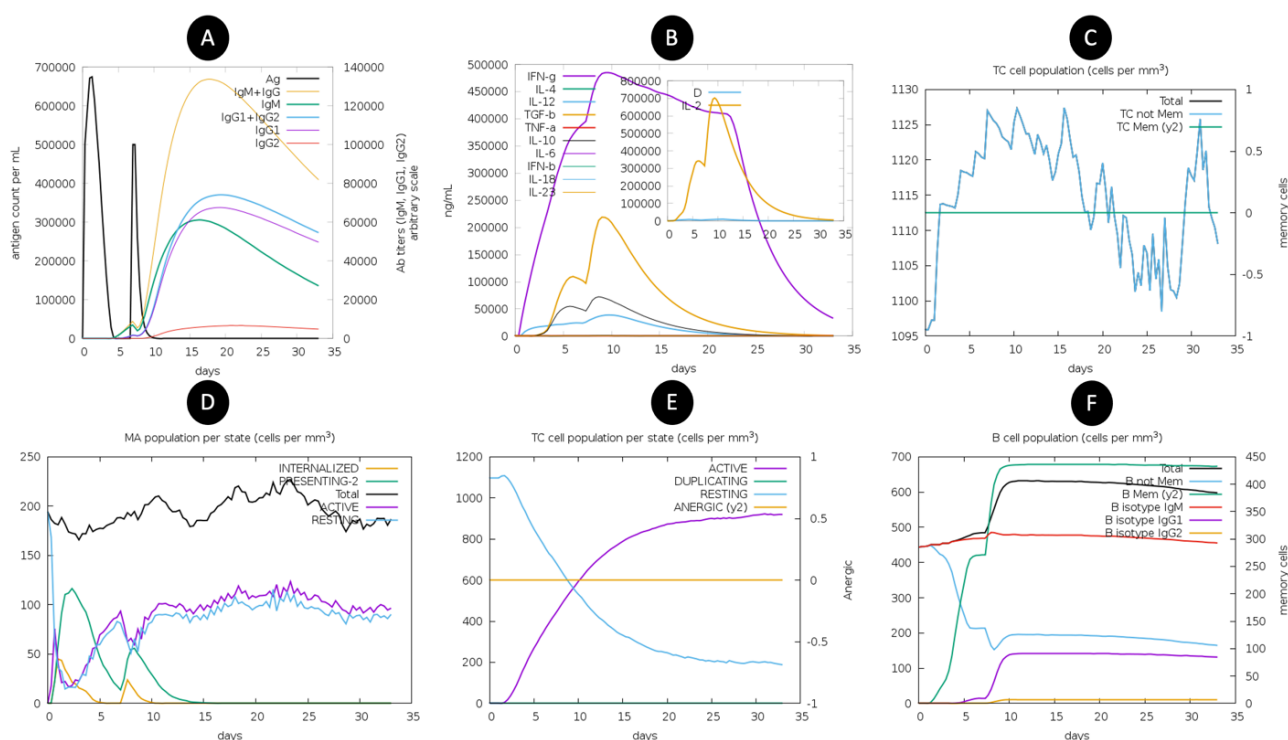 A
B
C
700000
600000
500000
400000
300000
200000
100000
0
antigen count per mL
140000
120000
100000
80000
60000
40000
20000
0
Ab titers (IgM, IgG1, IgG2)
arbitrary scale
Ag
IgM+IgG
IgM
IgG1+IgG2
IgG1
IgG2
0 5 10 15 20 25 30 35
days
500000
450000
400000
350000
300000
250000
200000
150000
100000
50000
0
ng/mL
IFN-g
IL-4
IL-12
TGF-b
TNF-a
IL-10
IL-6
IFN-b
IL-18
IL-23
800000
700000
600000
500000
400000
300000
200000
100000
0
D
IL-2
0 5 10 15 20 25 30 35
0 5 10 15 20 25 30 35
days
TC cell population (cells per mm³)
1130
1125
1120
1115
1110
1105
1100
1095
Total
TC not Mem
TC Mem (y2)
1
0.5
0
-0.5
-1
memory cells
0 5 10 15 20 25 30 35
days
D
E
F
MA population per state (cells per mm³)
250
200
150
100
50
0
INTERNALIZED
PRESENTING-2
Total
ACTIVE
RESTING
0 5 10 15 20 25 30 35
days
TC cell population per state (cells per mm³)
1200
1000
800
600
400
200
0
ACTIVE
DUPLICATING
RESTING
ANERGIC (y2)
1
0.5
0
-0.5
-1
Anergic
0 5 10 15 20 25 30 35
days
B cell population (cells per mm³)
700
600
500
400
300
200
100
0
Total
B not Mem
B Mem (y2)
B isotype IgM
B isotype IgG1
B isotype IgG2
450
400
350
300
250
200
150
100
50
0
memory cells
0 5 10 15 20 25 30 35
days